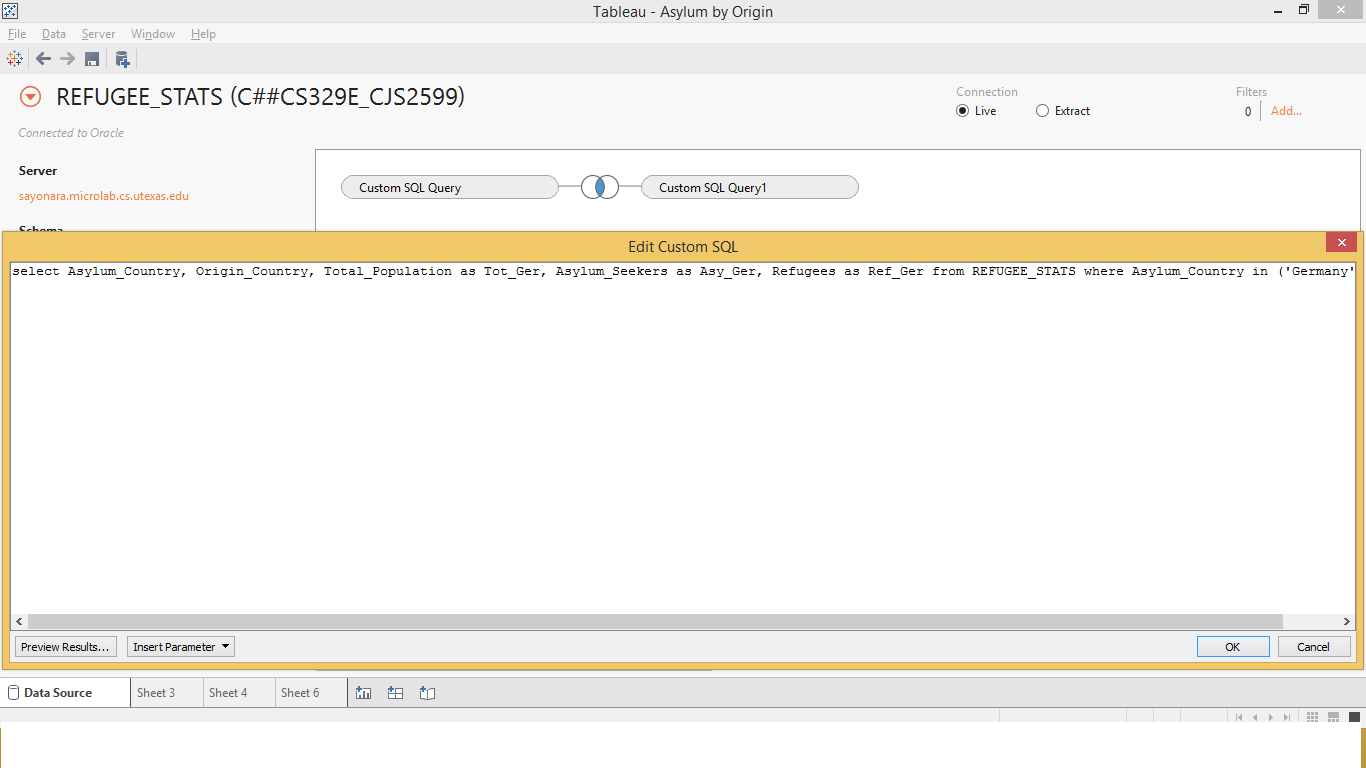 Tableau - Asylum by Origin
File Data Server Window Help
REFUGEE_STATS (C##CS329E_CJS2599)
Connection
Live Extract
Filters
0 Add...
Connected to Oracle
Server
sayonara.microlab.cs.utexas.edu
Schema
Custom SQL Query
Custom SQL Query1
Edit Custom SQL
select Asylum_Country, Origin_Country, Total_Population as Tot_Ger, Asylum_Seekers as Asy_Ger, Refugees as Ref_Ger from REFUGEE_STATS where Asylum_Country in ('Germany'
Preview Results... Insert Parameter OK Cancel
Data Source Sheet 3 Sheet 4 Sheet 6